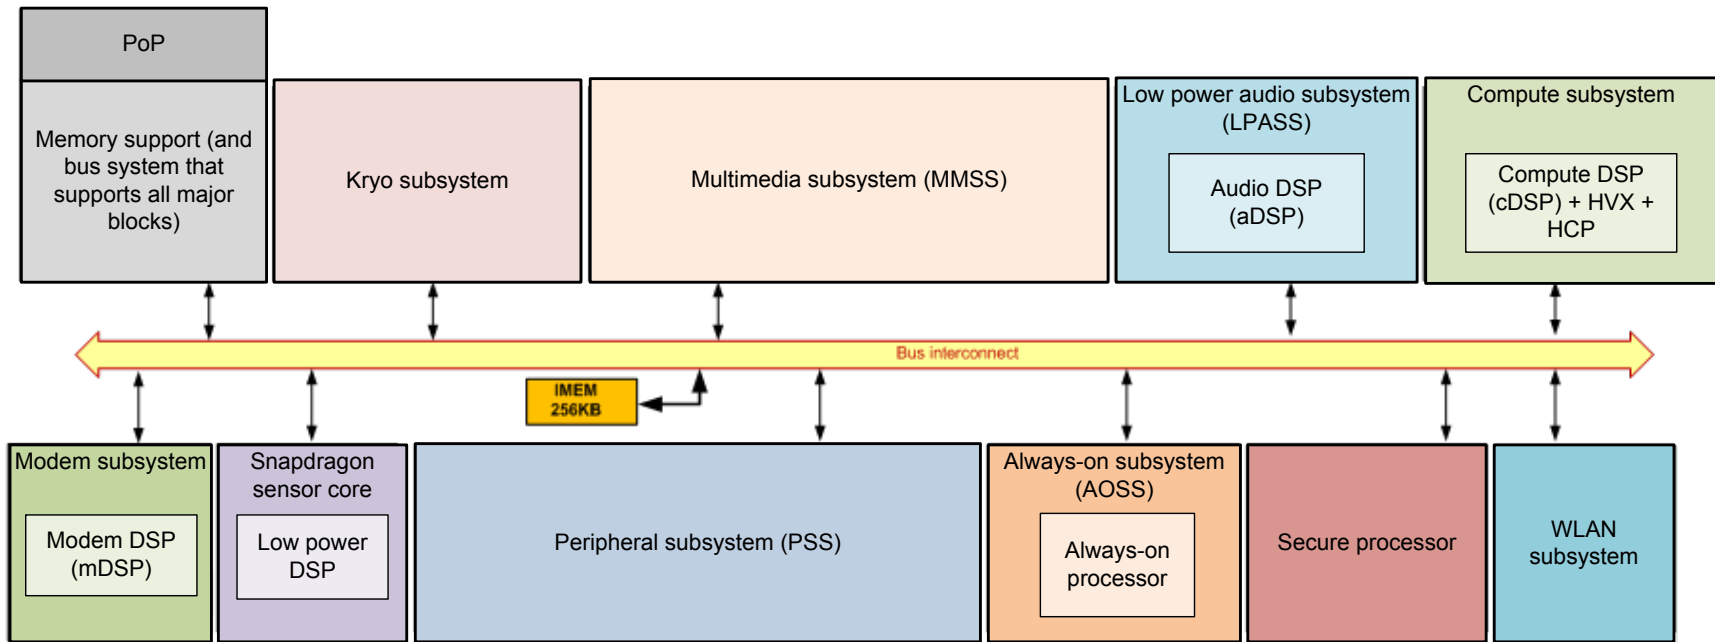 PoP
Memory support (and
bus system that
supports all major
blocks)
Kryo subsystem
Multimedia subsystem (MMSS)
Low power audio subsystem
(LPASS)
Audio DSP
(aDSP)
Compute subsystem
Compute DSP
(cDSP) + HVX +
HCP
Bus interconnect
IMEM
256KB
Modem subsystem
Modem DSP
(mDSP)
Snapdragon
sensor core
Low power
DSP
Peripheral subsystem (PSS)
Always-on subsystem
(AOSS)
Always-on
processor
Secure processor
WLAN
subsystem